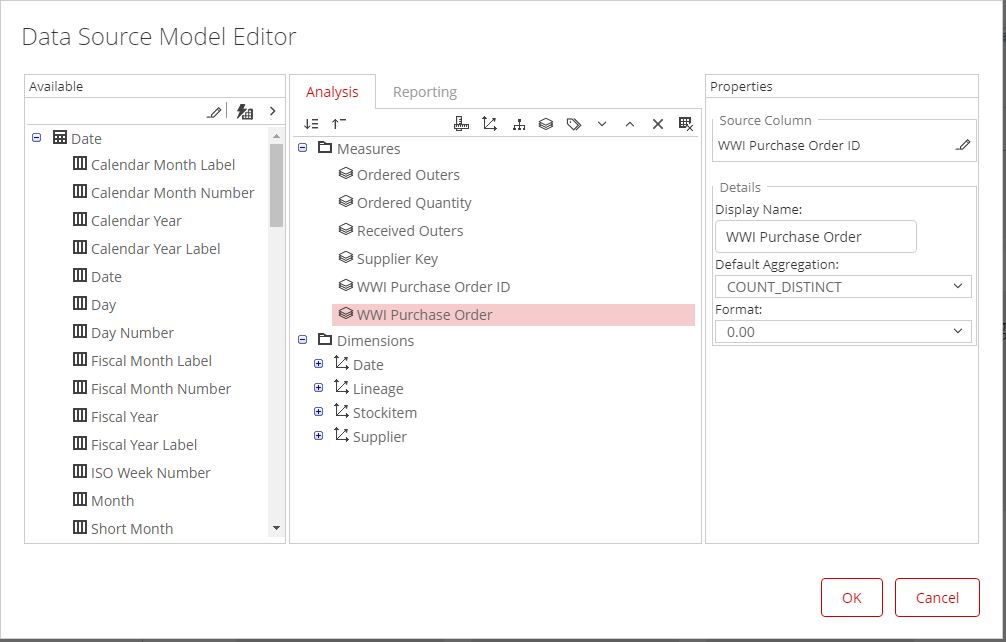 Data Source Model Editor
Available
Date
Calendar Month Label
Calendar Month Number
Calendar Year
Calendar Year Label
Date
Day
Day Number
Fiscal Month Label
Fiscal Month Number
Fiscal Year
Fiscal Year Label
ISO Week Number
Month
Short Month
Analysis Reporting
Measures
Ordered Outers
Ordered Quantity
Received Outers
Supplier Key
WWI Purchase Order ID
WWI Purchase Order
Dimensions
Date
Lineage
Stockitem
Supplier
Properties
Source Column
WWI Purchase Order ID
Details
Display Name:
WWI Purchase Order
Default Aggregation:
COUNT_DISTINCT
Format:
0.00
OK Cancel